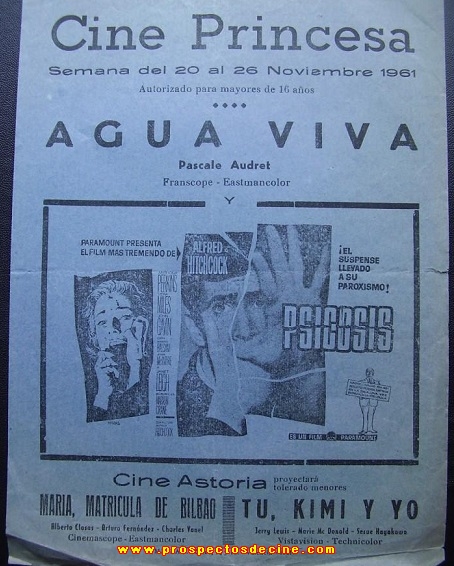 Cine Princesa
Semana del 20 al 26 Noviembre 1961
Autorizado para mayores de 16 años
AGUA VIVA
Pascale Audret
Franscope - Eastmancolor
Y
PARAMOUNT PRESENTA
EL FILM MAS TREMENDO DE
ALFRED
HITCHCOCK
PERKINS
MILES
GAVIN
LEIGH
¡EL
SUSPENSE
LLEVADO
A SU
PAROXISMO!
PSICOSIS
ES UN FILM PARAMOUNT
Cine Astoria proyectará
tolerado menores
MARIA, MATRICULA DE BILBAO
Alberto Closas - Arturo Fernández - Charles Vanel
Cinemascope - Eastmancolor
TU, KIMI Y YO
Jerry Lewis - Marie Mc Donald - Sesue Hayakawa
Vistavisión - Technicolor
www.prospectosdecine.com